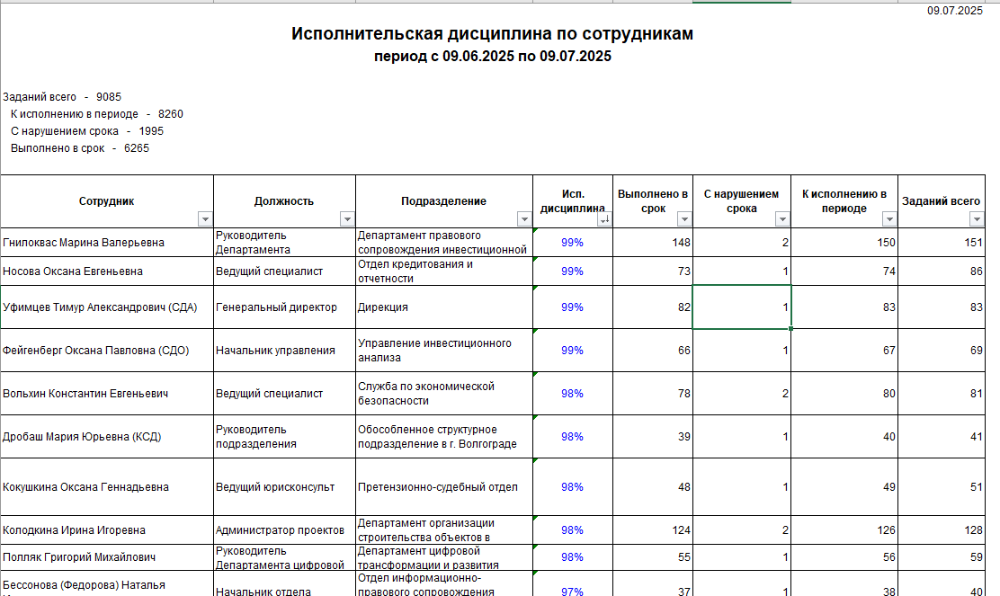 09.07.2025
Исполнительская дисциплина по сотрудникам
период с 09.06.2025 по 09.07.2025
Заданий всего - 9085
К исполнению в периоде - 8260
С нарушением срока - 1995
Выполнено в срок - 6265
Сотрудник Должность Подразделение Исп. дисциплина Выполнено в срок С нарушением срока К исполнению в периоде Заданий всего
Гнилоквас Марина Валерьевна Руководитель Департамента Департамент правового сопровождения инвестиционной 99% 148 2 150 151
Носова Оксана Евгеньевна Ведущий специалист Отдел кредитования и отчетности 99% 73 1 74 86
Уфимцев Тимур Александрович (СДА) Генеральный директор Дирекция 99% 82 1 83 83
Фейгенберг Оксана Павловна (СДО) Начальник управления Управление инвестиционного анализа 99% 66 1 67 69
Вольхин Константин Евгеньевич Ведущий специалист Служба по экономической безопасности 98% 78 2 80 81
Дробаш Мария Юрьевна (КСД) Руководитель подразделения Обособленное структурное подразделение в г. Волгограде 98% 39 1 40 41
Кокушкина Оксана Геннадьевна Ведущий юрисконсульт Претензионно-судебный отдел 98% 48 1 49 51
Колодкина Ирина Игоревна Администратор проектов Департамент организации строительства объектов в 98% 124 2 126 128
Полляк Григорий Михайлович Руководитель Департамента цифровой Департамент цифровой трансформации и развития 98% 55 1 56 59
Бессонова (Федорова) Наталья Начальник отдела Отдел информационно-правового сопровождения 97% 37 1 38 40